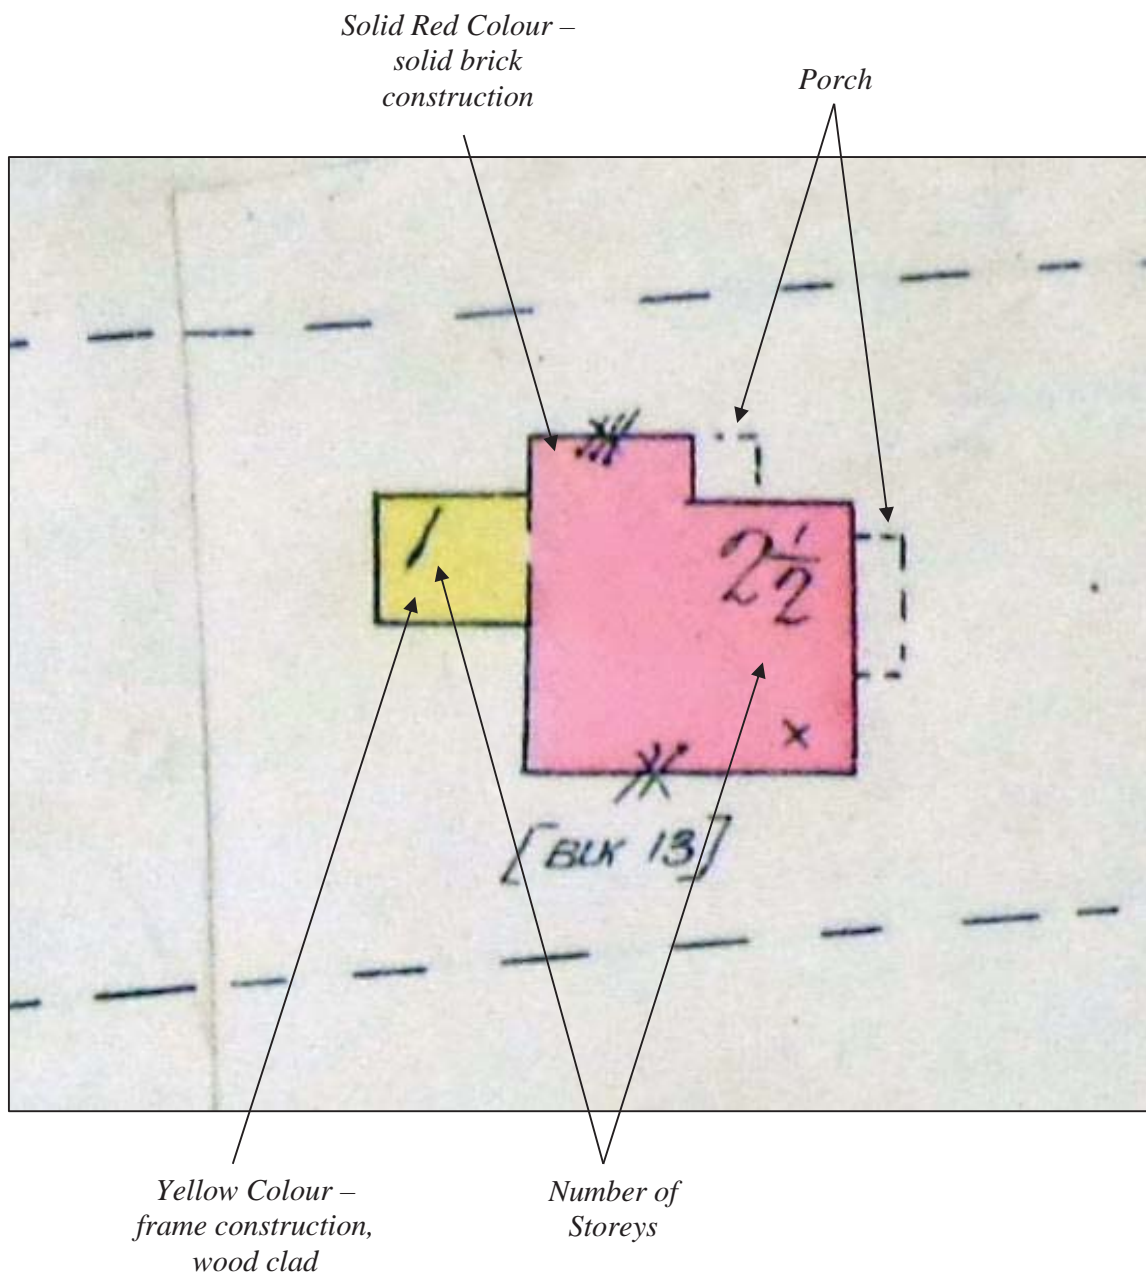 Solid Red Colour –
solid brick
construction
Porch
1
2½
x
[BLK 13]
Yellow Colour –
frame construction,
wood clad
Number of
Storeys